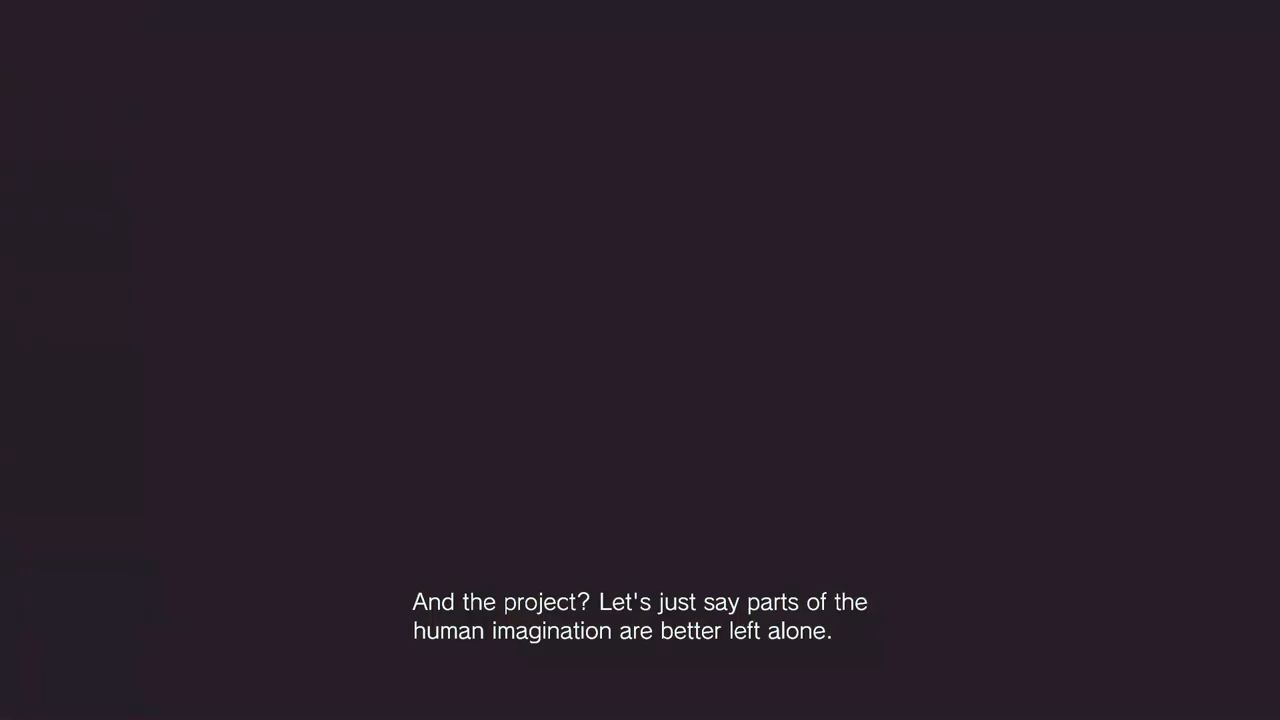 And the project? Let's just say parts of the
human imagination are better left alone.